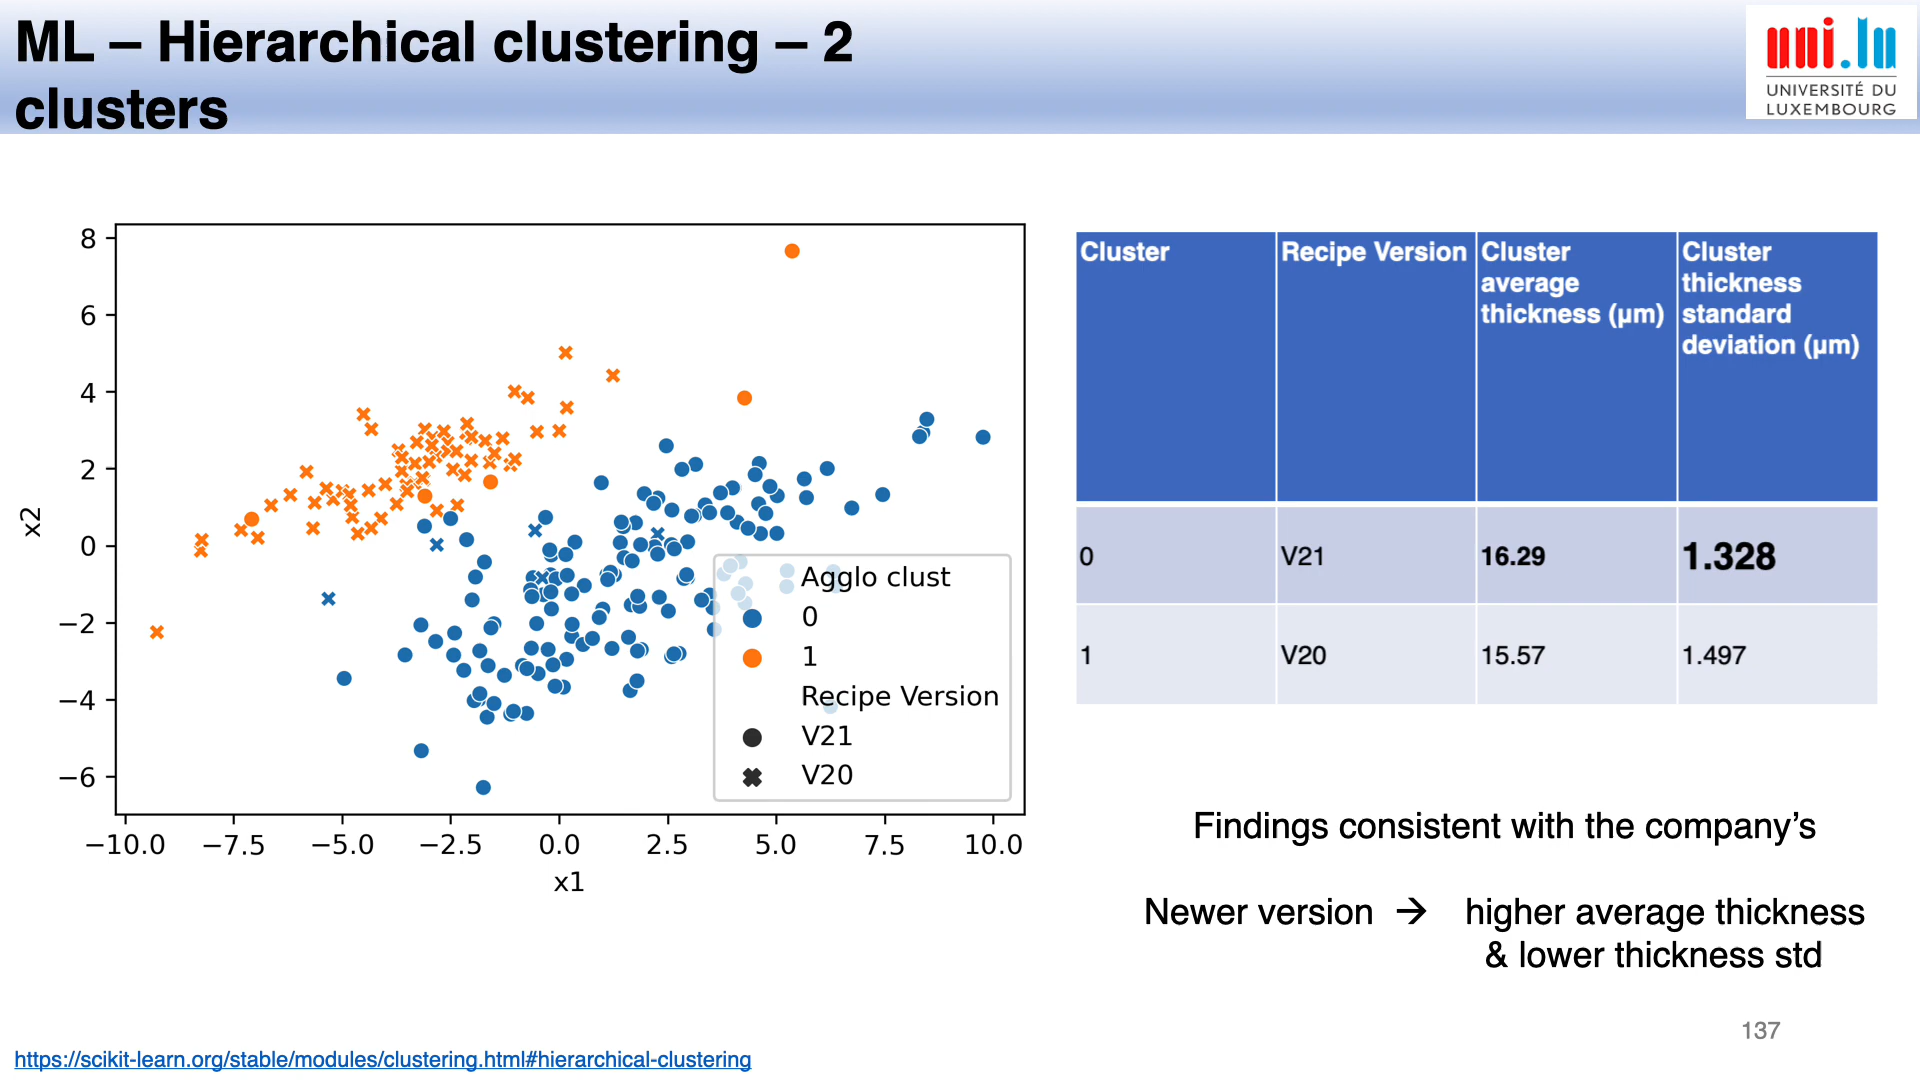 ML – Hierarchical clustering – 2
clusters
uni.lu
UNIVERSITÉ DU
LUXEMBOURG
8
6
4
2
0
−2
−4
−6
x2
−10.0 −7.5 −5.0 −2.5 0.0 2.5 5.0 7.5 10.0
x1
Agglo clust
0
1
Recipe Version
V21
V20
Cluster Recipe Version Cluster average thickness (µm) Cluster thickness standard deviation (µm)
0 V21 16.29 1.328
1 V20 15.57 1.497
Findings consistent with the company’s
Newer version → higher average thickness
& lower thickness std
137
https://scikit-learn.org/stable/modules/clustering.html#hierarchical-clustering